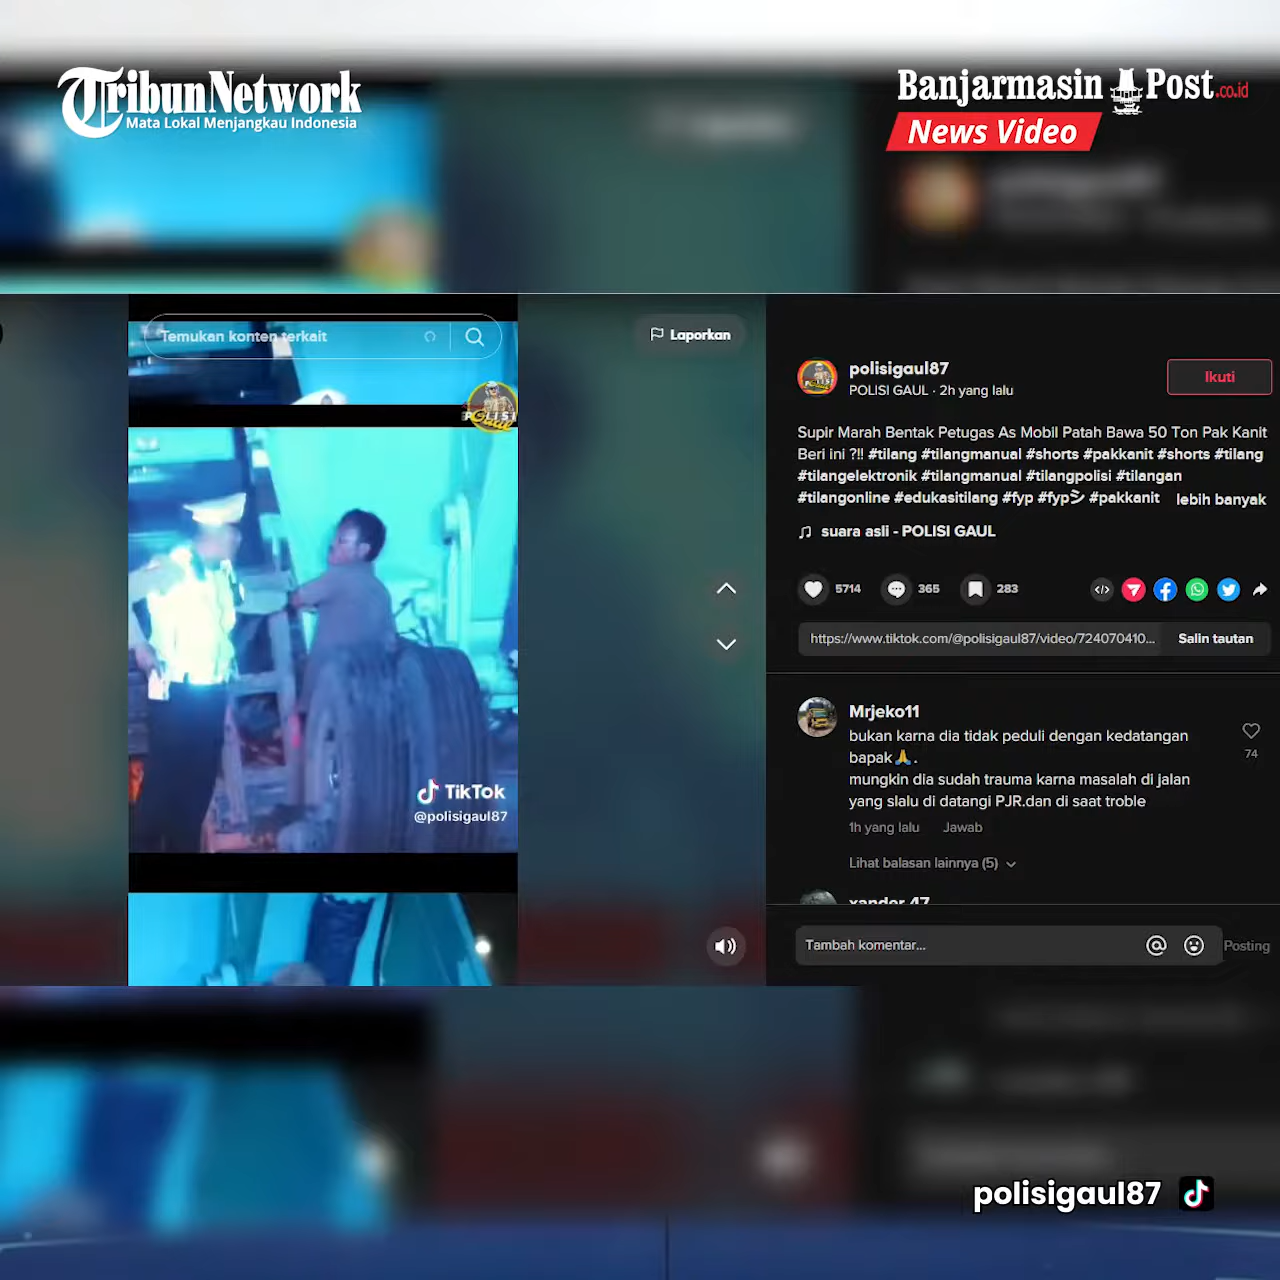 TribunNetwork
Mata Lokal Menjangkau Indonesia
Banjarmasin Post.co.id
News Video
Temukan konten terkait
Laporkan
POLISI
Gaul
polisigaul87
POLISI GAUL · 2h yang lalu
Ikuti
Supir Marah Bentak Petugas As Mobil Patah Bawa 50 Ton Pak Kanit
Beri ini ?!! #tilang #tilangmanual #shorts #pakkanit #shorts #tilang
#tilangelektronik #tilangmanual #tilangpolisi #tilangan
#tilangonline #edukasitilang #fyp #fypシ #pakkanit lebih banyak
suara asli - POLISI GAUL
5714 365 283
https://www.tiktok.com/@polisigaul87/video/724070410... Salin tautan
Mrjeko11
bukan karna dia tidak peduli dengan kedatangan
bapak🙏.
mungkin dia sudah trauma karna masalah di jalan
yang slalu di datangi PJR.dan di saat troble
74
1h yang lalu Jawab
Lihat balasan lainnya (5)
xander 47
Tambah komentar...
Posting
TikTok
@polisigaul87
polisigaul87